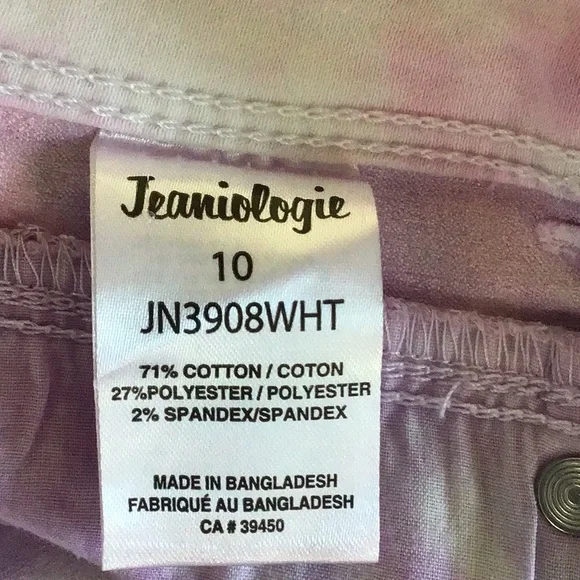 Jeaniologie
10
JN3908WHT
71% COTTON / COTON
27%POLYESTER / POLYESTER
2% SPANDEX/SPANDEX
MADE IN BANGLADESH
FABRIQUÉ AU BANGLADESH
CA # 39450